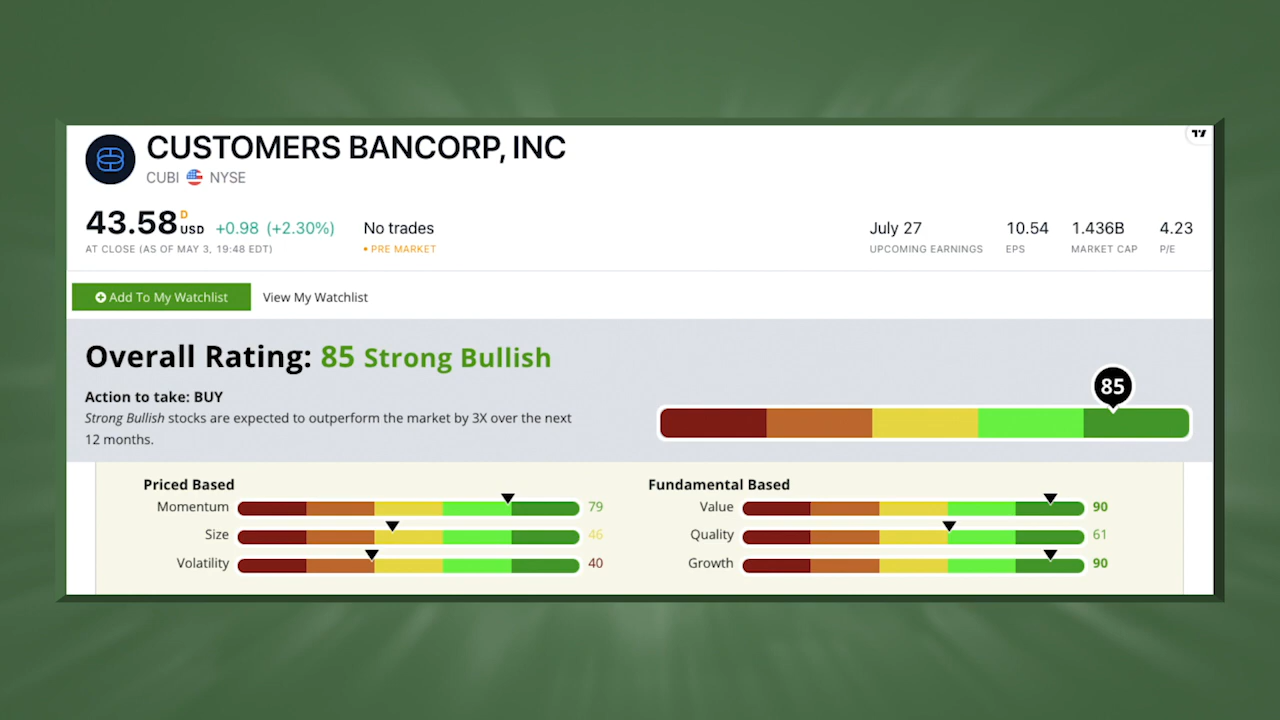 CUSTOMERS BANCORP, INC
CUBI NYSE
43.58 D USD +0.98 (+2.30%) No trades
AT CLOSE (AS OF MAY 3, 19:48 EDT) • PRE MARKET
July 27 10.54 1.436B 4.23
UPCOMING EARNINGS EPS MARKET CAP P/E
Add To My Watchlist View My Watchlist
Overall Rating: 85 Strong Bullish
Action to take: BUY
Strong Bullish stocks are expected to outperform the market by 3X over the next
12 months.
85
Priced Based
Momentum 79
Size 46
Volatility 40
Fundamental Based
Value 90
Quality 61
Growth 90